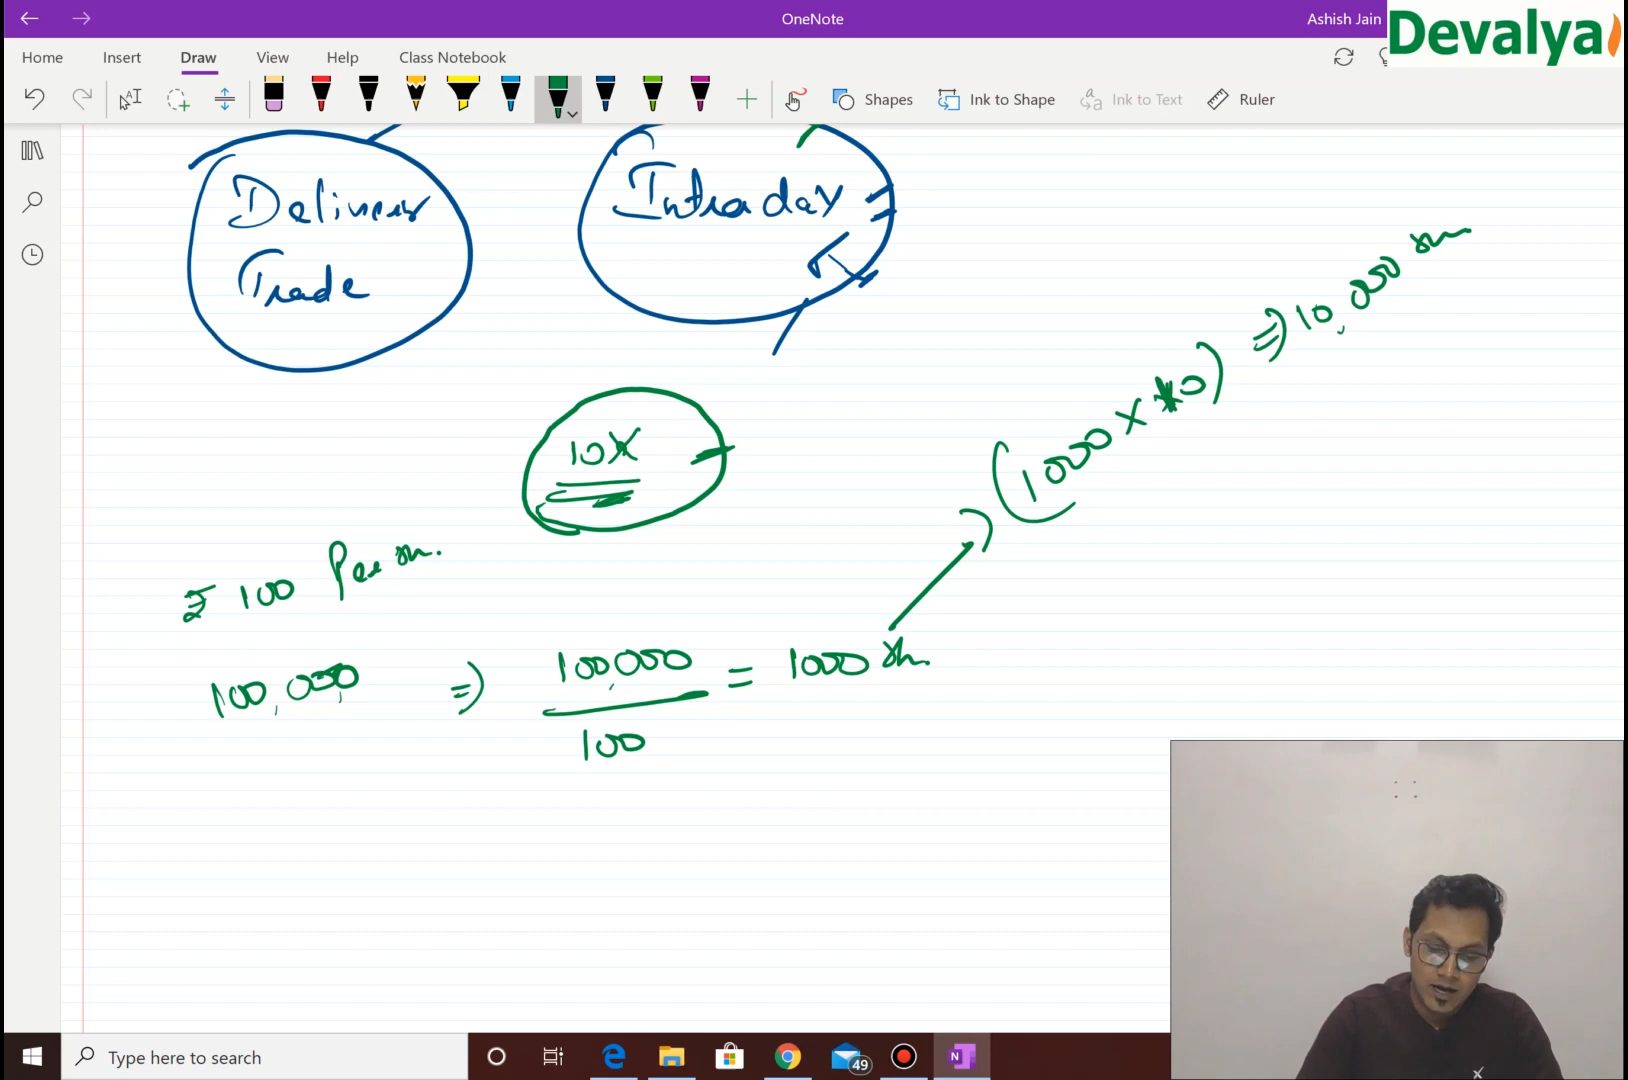 OneNote
Ashish Jain
Devalya
Home Insert Draw View Help Class Notebook
Shapes Ink to Shape Ink to Text Ruler
Delivery
Trade
Intraday
10X
₹ 100 Per sh.
100,000 => 100,000 = 1000 sh.
100
(1000 X 10) => 10,000 sh
Type here to search
49
N